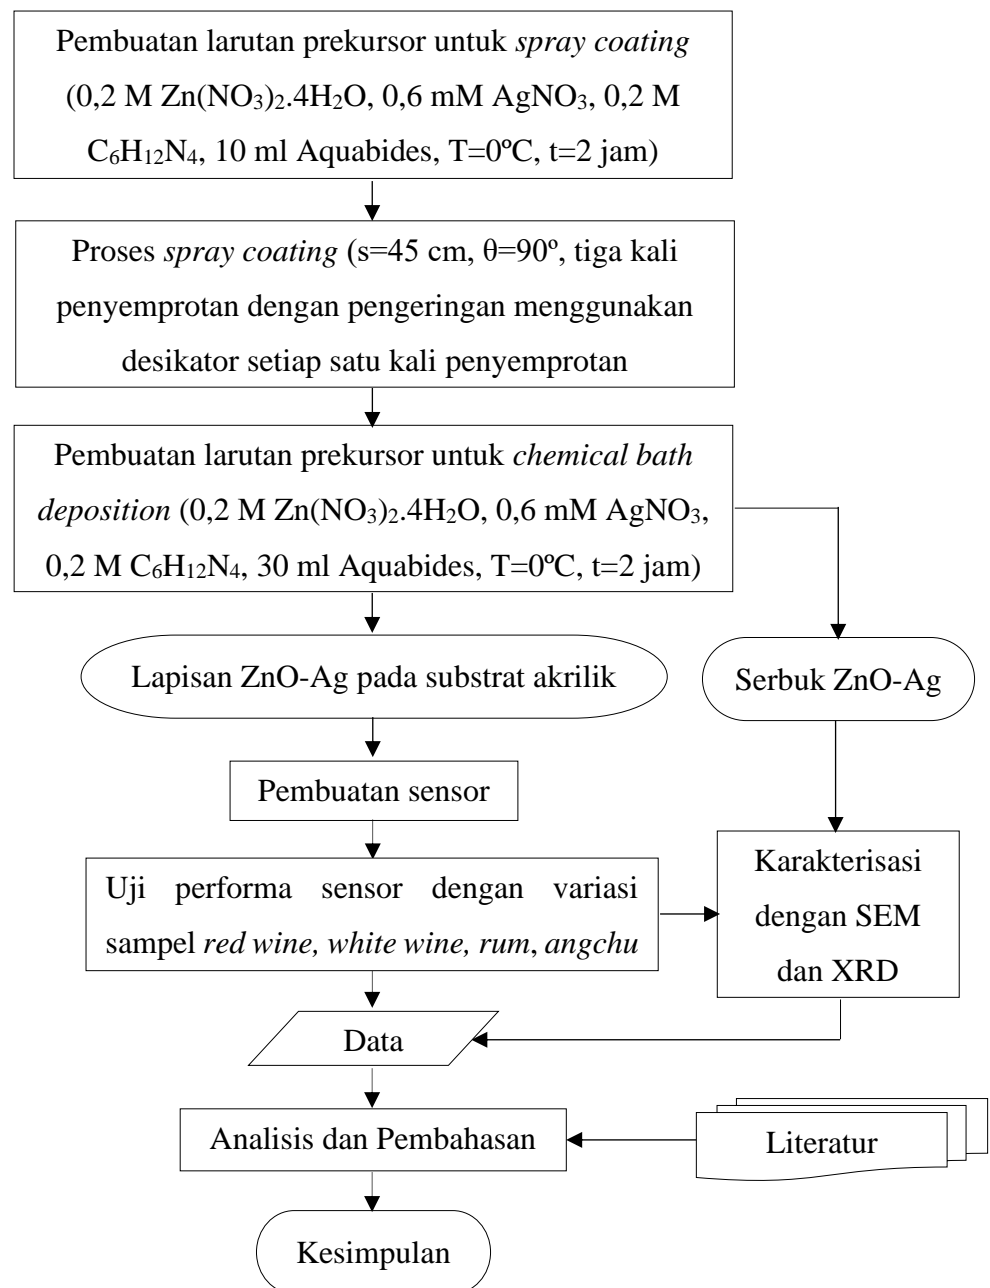 Pembuatan larutan prekursor untuk spray coating
(0,2 M Zn(NO₃)₂.4H₂O, 0,6 mM AgNO₃, 0,2 M
C₆H₁₂N₄, 10 ml Aquabides, T=0ºC, t=2 jam)
Proses spray coating (s=45 cm, θ=90º, tiga kali
penyemprotan dengan pengeringan menggunakan
desikator setiap satu kali penyemprotan
Pembuatan larutan prekursor untuk chemical bath
deposition (0,2 M Zn(NO₃)₂.4H₂O, 0,6 mM AgNO₃,
0,2 M C₆H₁₂N₄, 30 ml Aquabides, T=0ºC, t=2 jam)
Lapisan ZnO-Ag pada substrat akrilik
Serbuk ZnO-Ag
Pembuatan sensor
Uji performa sensor dengan variasi
sampel red wine, white wine, rum, angchu
Karakterisasi
dengan SEM
dan XRD
Data
Analisis dan Pembahasan
Literatur
Kesimpulan